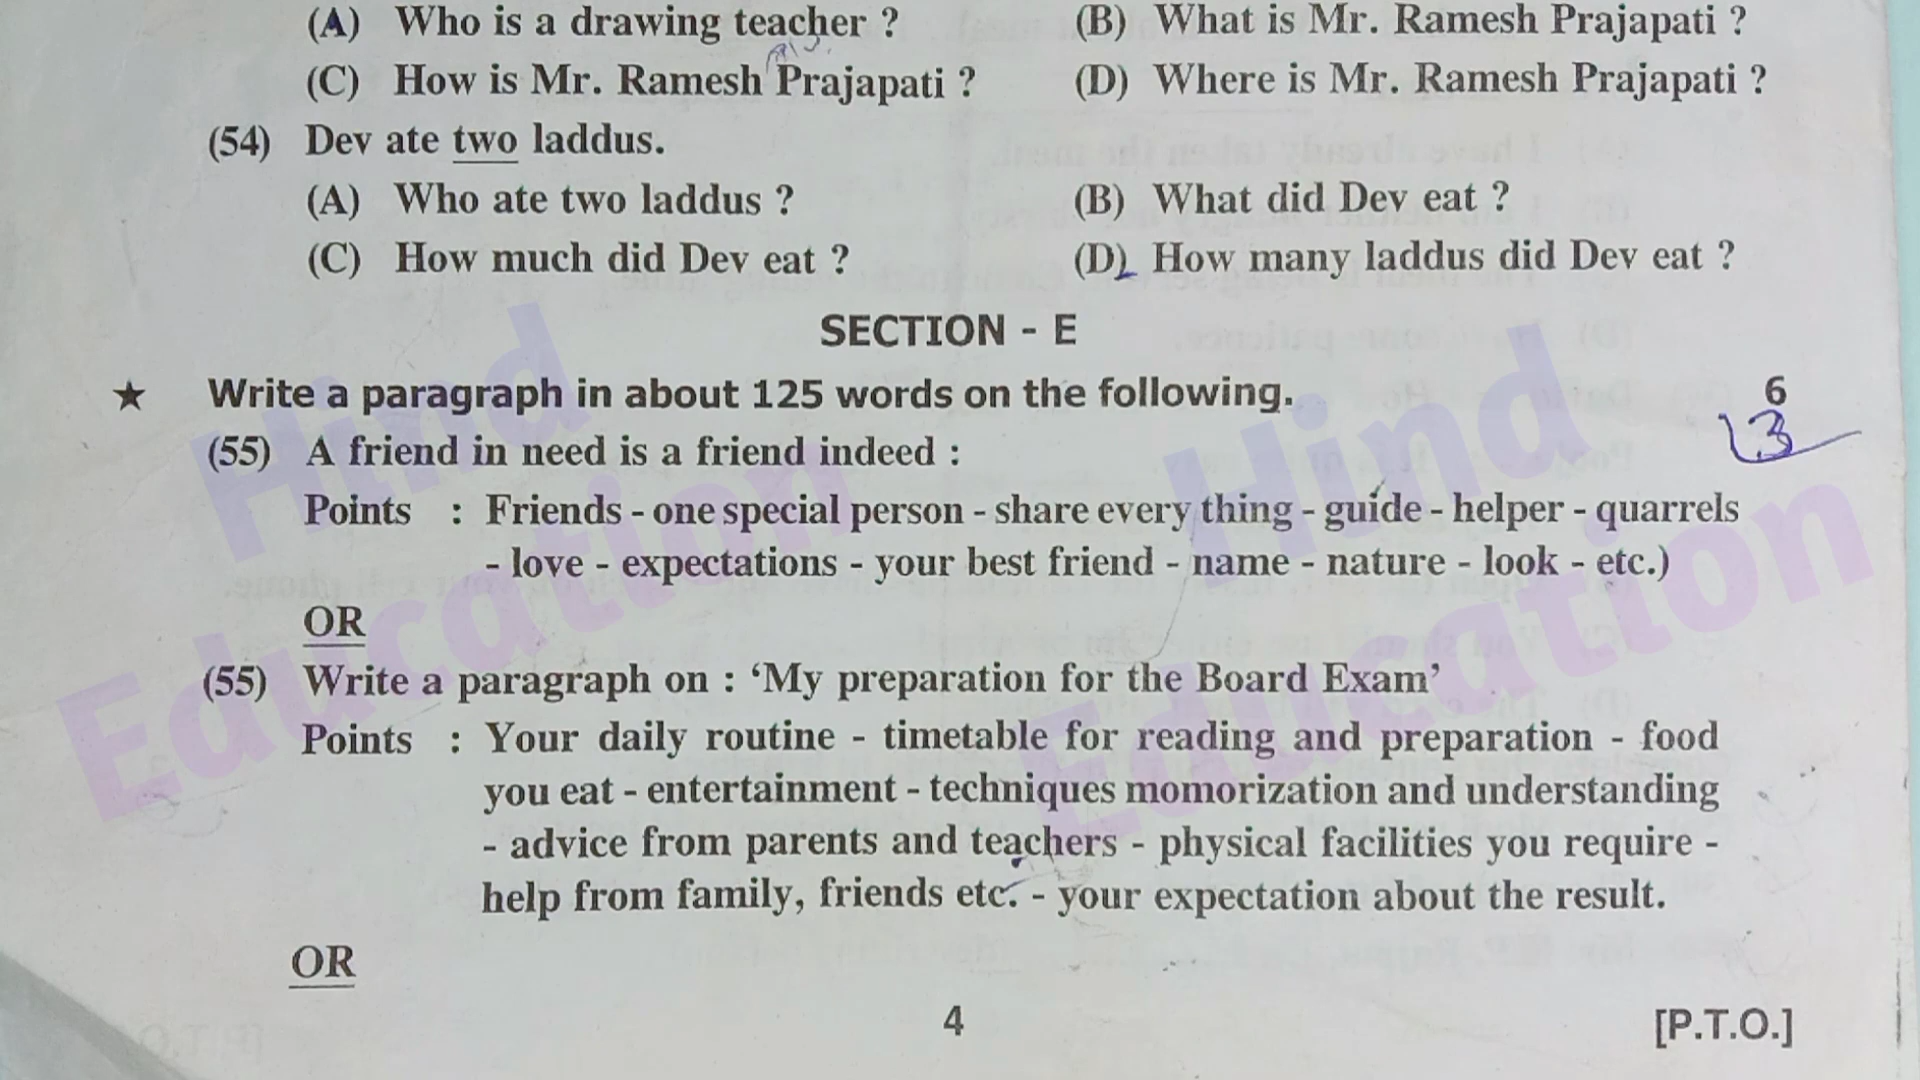 (A) Who is a drawing teacher ? (B) What is Mr. Ramesh Prajapati ?
(C) How is Mr. Ramesh Prajapati ? (D) Where is Mr. Ramesh Prajapati ?
(54) Dev ate two laddus.
(A) Who ate two laddus ? (B) What did Dev eat ?
(C) How much did Dev eat ? (D) How many laddus did Dev eat ?
SECTION - E
★ Write a paragraph in about 125 words on the following. 6
3
(55) A friend in need is a friend indeed :
Points : Friends - one special person - share every thing - guide - helper - quarrels
- love - expectations - your best friend - name - nature - look - etc.)
OR
(55) Write a paragraph on : ‘My preparation for the Board Exam’
Points : Your daily routine - timetable for reading and preparation - food
you eat - entertainment - techniques momorization and understanding
- advice from parents and teachers - physical facilities you require -
help from family, friends etc. - your expectation about the result.
OR
4 [P.T.O.]
Hind
Education
Hind
Education